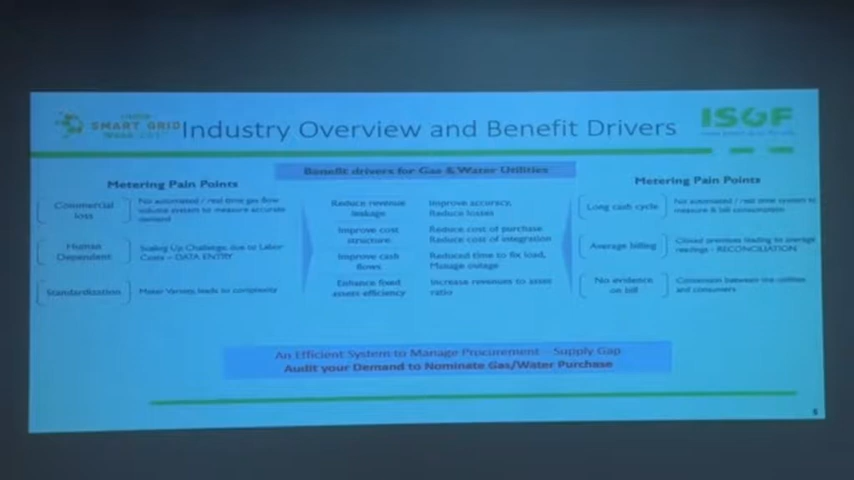 SMART GRID
Industry Overview and Benefit Drivers
ISGF
Benefit drivers for Gas & Water Utilities
Metering Pain Points
Commercial
loss
No automated / real time gas flow
volume system to measure accurate
demand
Human
Dependent
Scaling Up Challenge due to Labor
Costs – DATA ENTRY
Standardization
Meter Variety leads to complexity
Reduce revenue
leakage
Improve accuracy,
Reduce losses
Improve cost
structure
Reduce cost of purchase
Reduce cost of integration
Improve cash
flows
Reduced time to fix load,
Manage outage
Enhance fixed
assets efficiency
Increase revenues to asset
ratio
Metering Pain Points
Long cash cycle
No automated / real time system to
measure & bill consumption
Average billing
Closed premises leading to average
readings - RECONCILIATION
No evidence
on bill
between the utilities
and consumers
An Efficient System to Manage Procurement – Supply Gap
Audit your Demand to Nominate Gas/Water Purchase